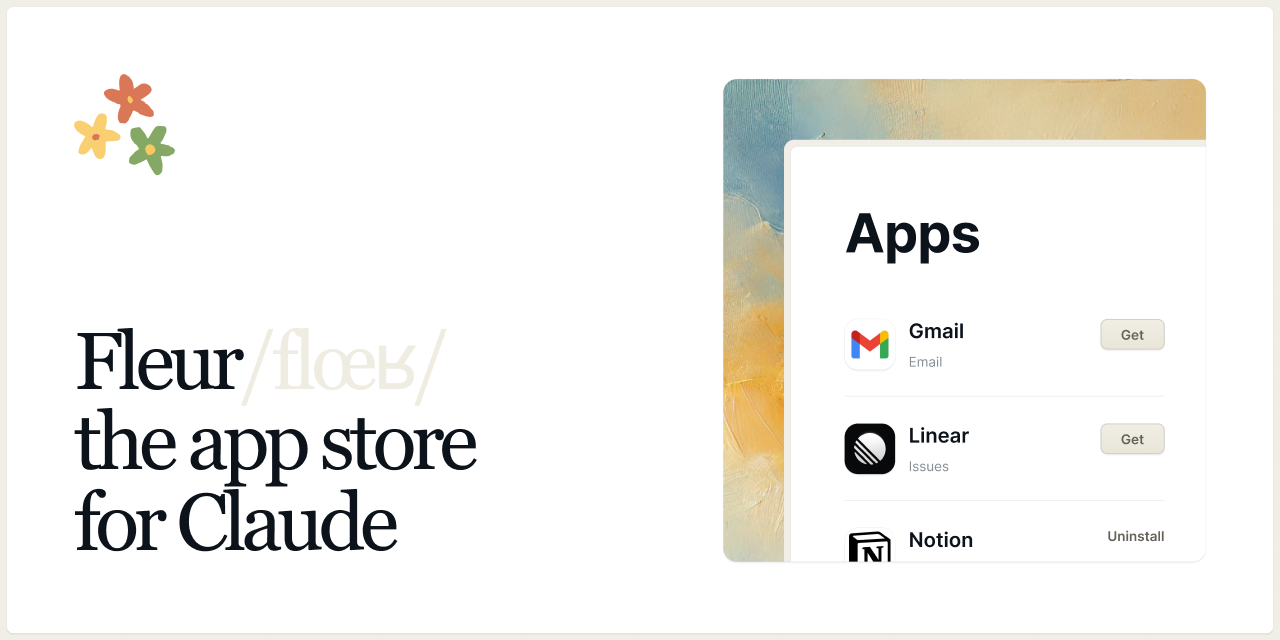 Fleur/flœʀ/
the app store
for Claude
Apps
Gmail
Email
Get
Linear
Issues
Get
Notion
Uninstall